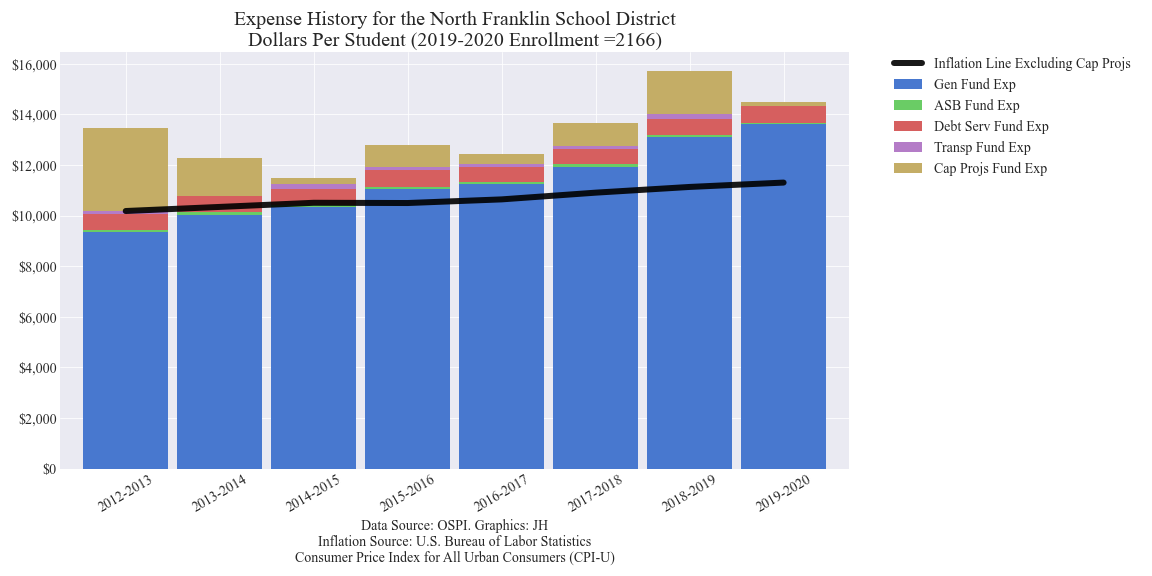 Expense History for the North Franklin School District
Dollars Per Student (2019-2020 Enrollment =2166)
$16,000
$14,000
$12,000
$10,000
$8,000
$6,000
$4,000
$2,000
$0
2012-2013
2013-2014
2014-2015
2015-2016
2016-2017
2017-2018
2018-2019
2019-2020
Inflation Line Excluding Cap Projs
Gen Fund Exp
ASB Fund Exp
Debt Serv Fund Exp
Transp Fund Exp
Cap Projs Fund Exp
Data Source: OSPI. Graphics: JH
Inflation Source: U.S. Bureau of Labor Statistics
Consumer Price Index for All Urban Consumers (CPI-U)